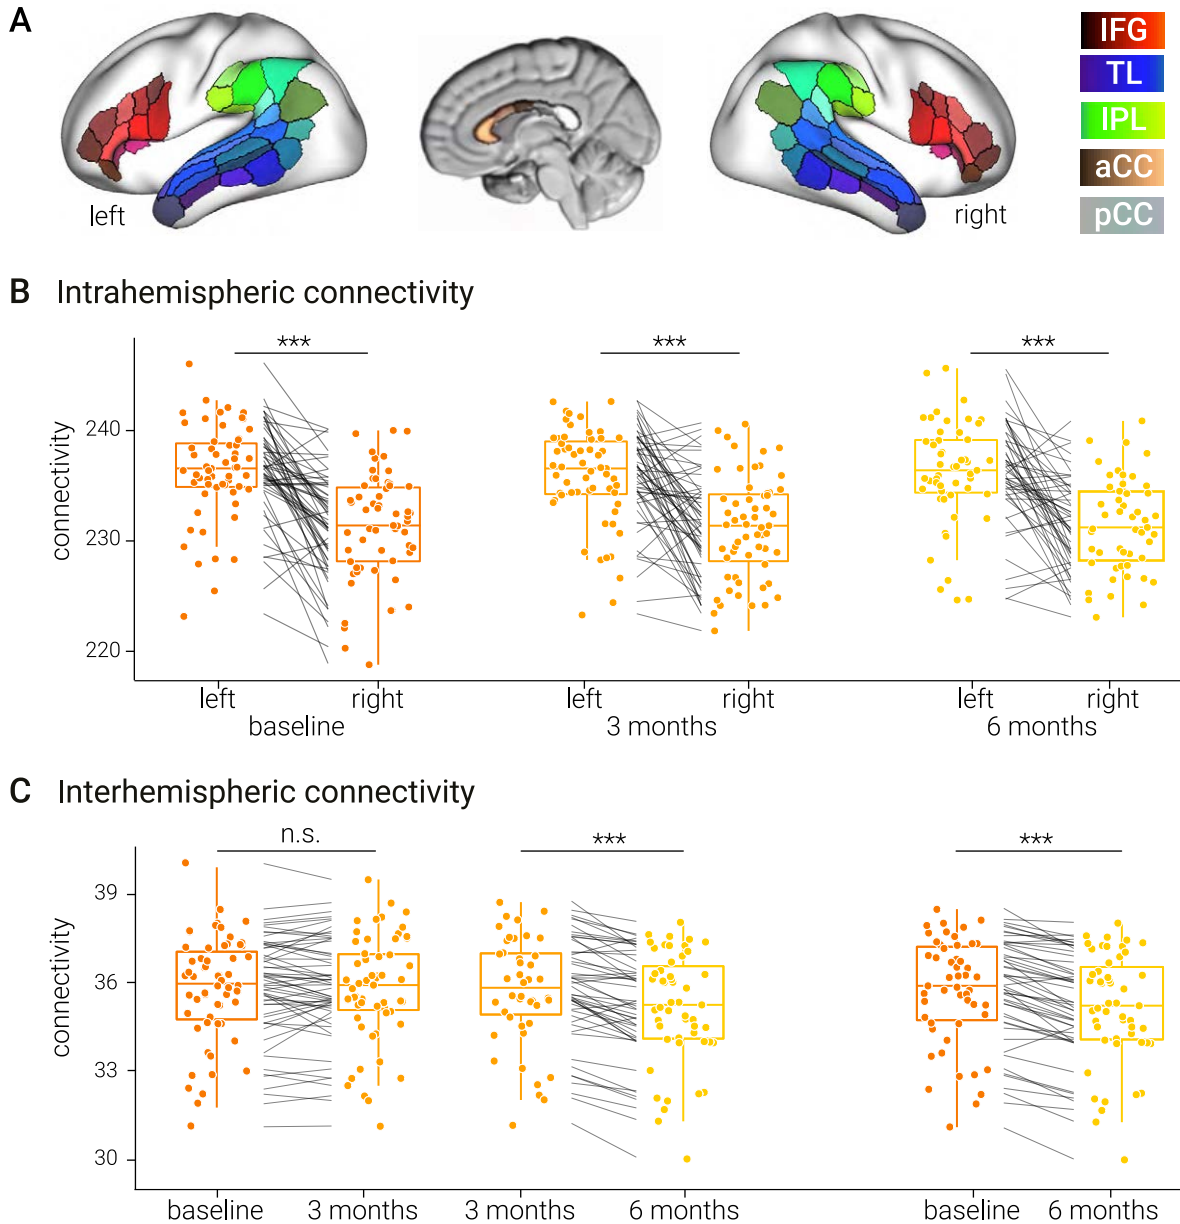 A
left
right
IFG
TL
IPL
aCC
pCC
B Intrahemispheric connectivity
connectivity
240
230
220
*** *** ***
left right left right left right
baseline 3 months 6 months
C Interhemispheric connectivity
connectivity
39
36
33
30
n.s. *** ***
baseline 3 months 3 months 6 months baseline 6 months